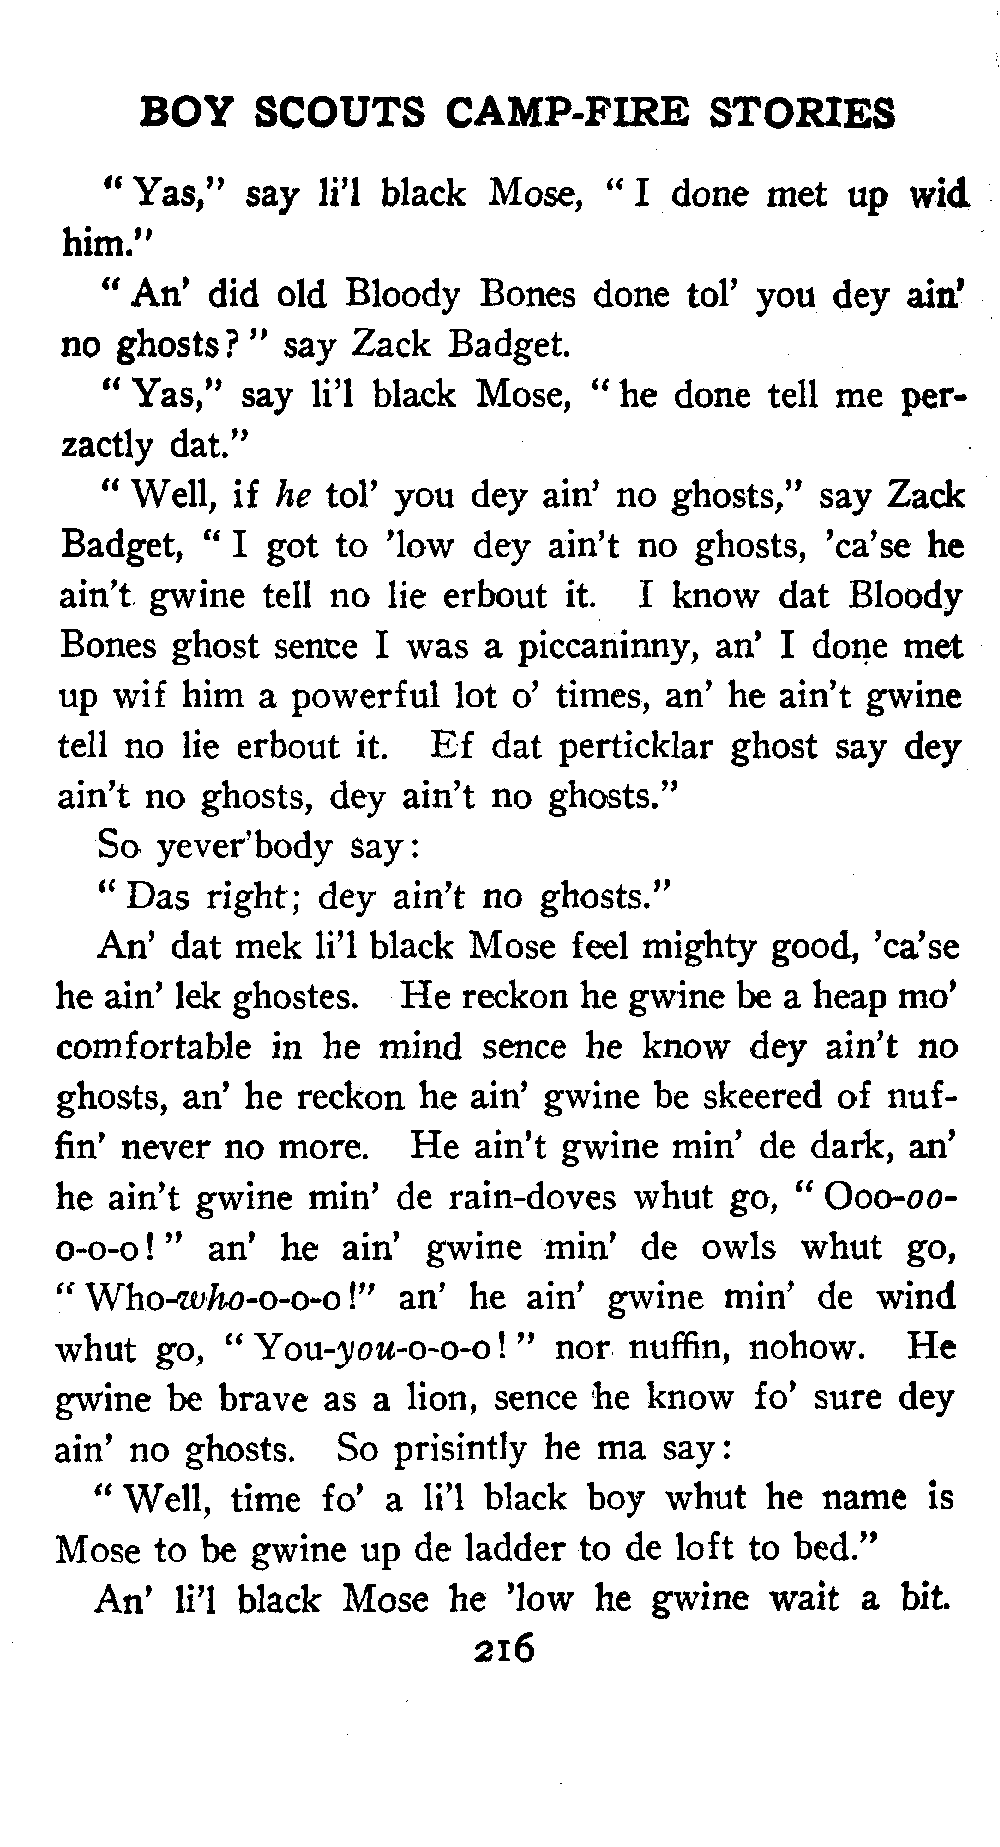 BOY SCOUTS CAMP-FIRE STORIES
" Yas," say li'l black Mose, " I done met up wid
him."
" An' did old Bloody Bones done tol' you dey ain'
no ghosts? " say Zack Badget.
" Yas," say li'l black Mose, " he done tell me per-
zactly dat."
" Well, if he tol' you dey ain' no ghosts," say Zack
Badget, " I got to 'low dey ain't no ghosts, 'ca'se he
ain't gwine tell no lie erbout it. I know dat Bloody
Bones ghost sence I was a piccaninny, an' I done met
up wif him a powerful lot o' times, an' he ain't gwine
tell no lie erbout it. Ef dat perticklar ghost say dey
ain't no ghosts, dey ain't no ghosts."
So yever'body say:
" Das right; dey ain't no ghosts."
An' dat mek li'l black Mose feel mighty good, 'ca'se
he ain' lek ghostes. He reckon he gwine be a heap mo'
comfortable in he mind sence he know dey ain't no
ghosts, an' he reckon he ain' gwine be skeered of nuf-
fin' never no more. He ain't gwine min' de dark, an'
he ain't gwine min' de rain-doves whut go, " Ooo-oo-
o-o-o! " an' he ain' gwine min' de owls whut go,
" Who-who-o-o-o!" an' he ain' gwine min' de wind
whut go, " You-you-o-o-o! " nor nuffin, nohow. He
gwine be brave as a lion, sence he know fo' sure dey
ain' no ghosts. So prisintly he ma say:
" Well, time fo' a li'l black boy whut he name is
Mose to be gwine up de ladder to de loft to bed."
An' li'l black Mose he 'low he gwine wait a bit.
216